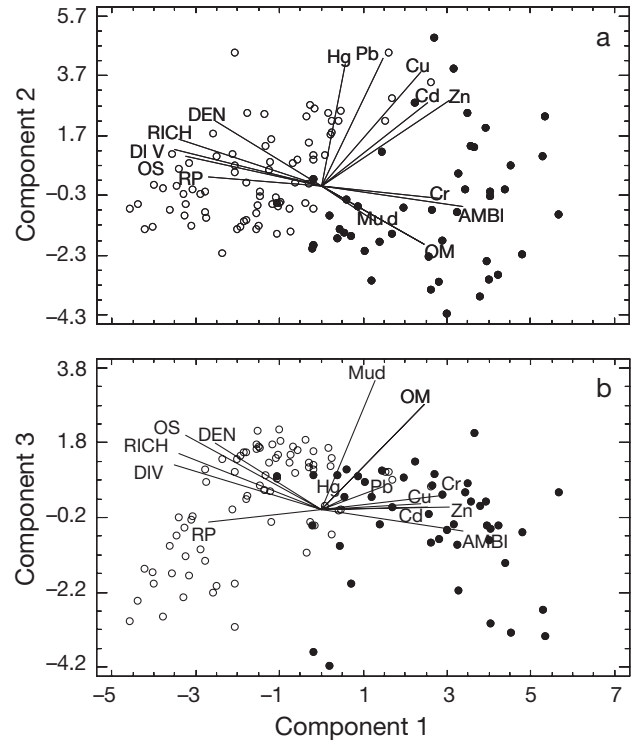 5.7
3.7
1.7
−0.3
−2.3
−4.3
Component 2
a
Hg Pb
Cu
Cd Zn
DEN
RICH
DI V
OS
RP
Cr
Mu d
AMBI
OM
3.8
1.8
−0.2
−2.2
−4.2
Component 3
b
Mud
OM
OS
DEN
RICH
DIV
Hg Pb
Cr
Cu
Zn
Cd
RP
AMBI
−5 −3 −1 1 3 5 7
Component 1